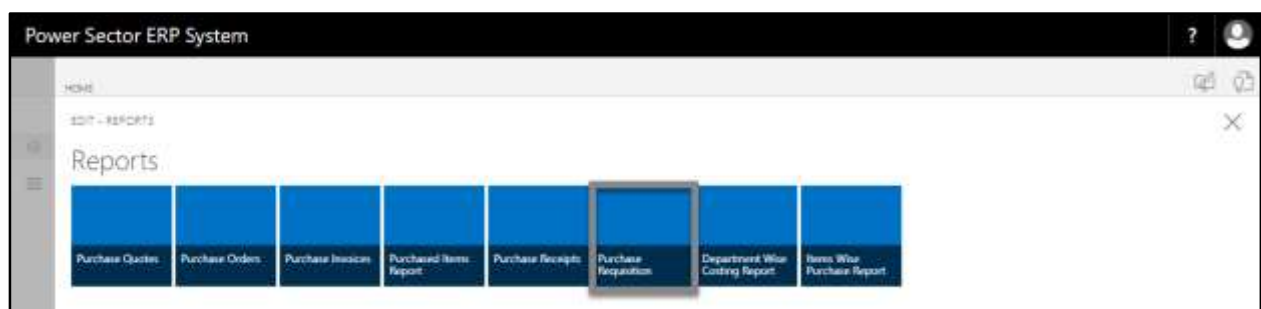 Power Sector ERP System ?
HOME
EDIT - REPORTS
Reports
Purchase Quotes
Purchase Orders
Purchase Invoices
Purchased Items
Report
Purchase Receipts
Purchase
Requisition
Department Wise
Costing Report
Items Wise
Purchase Report